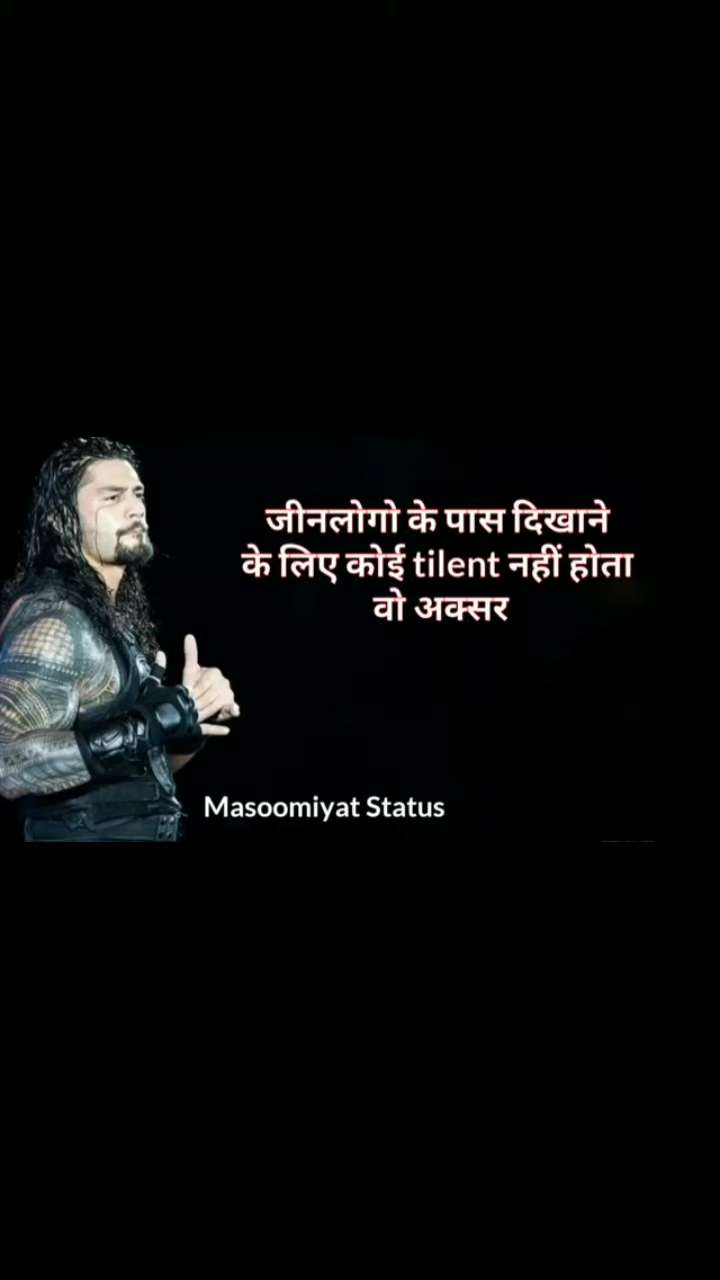 जीनलोगो के पास दिखाने
के लिए कोई tilent नहीं होता
वो अक्सर
Masoomiyat Status